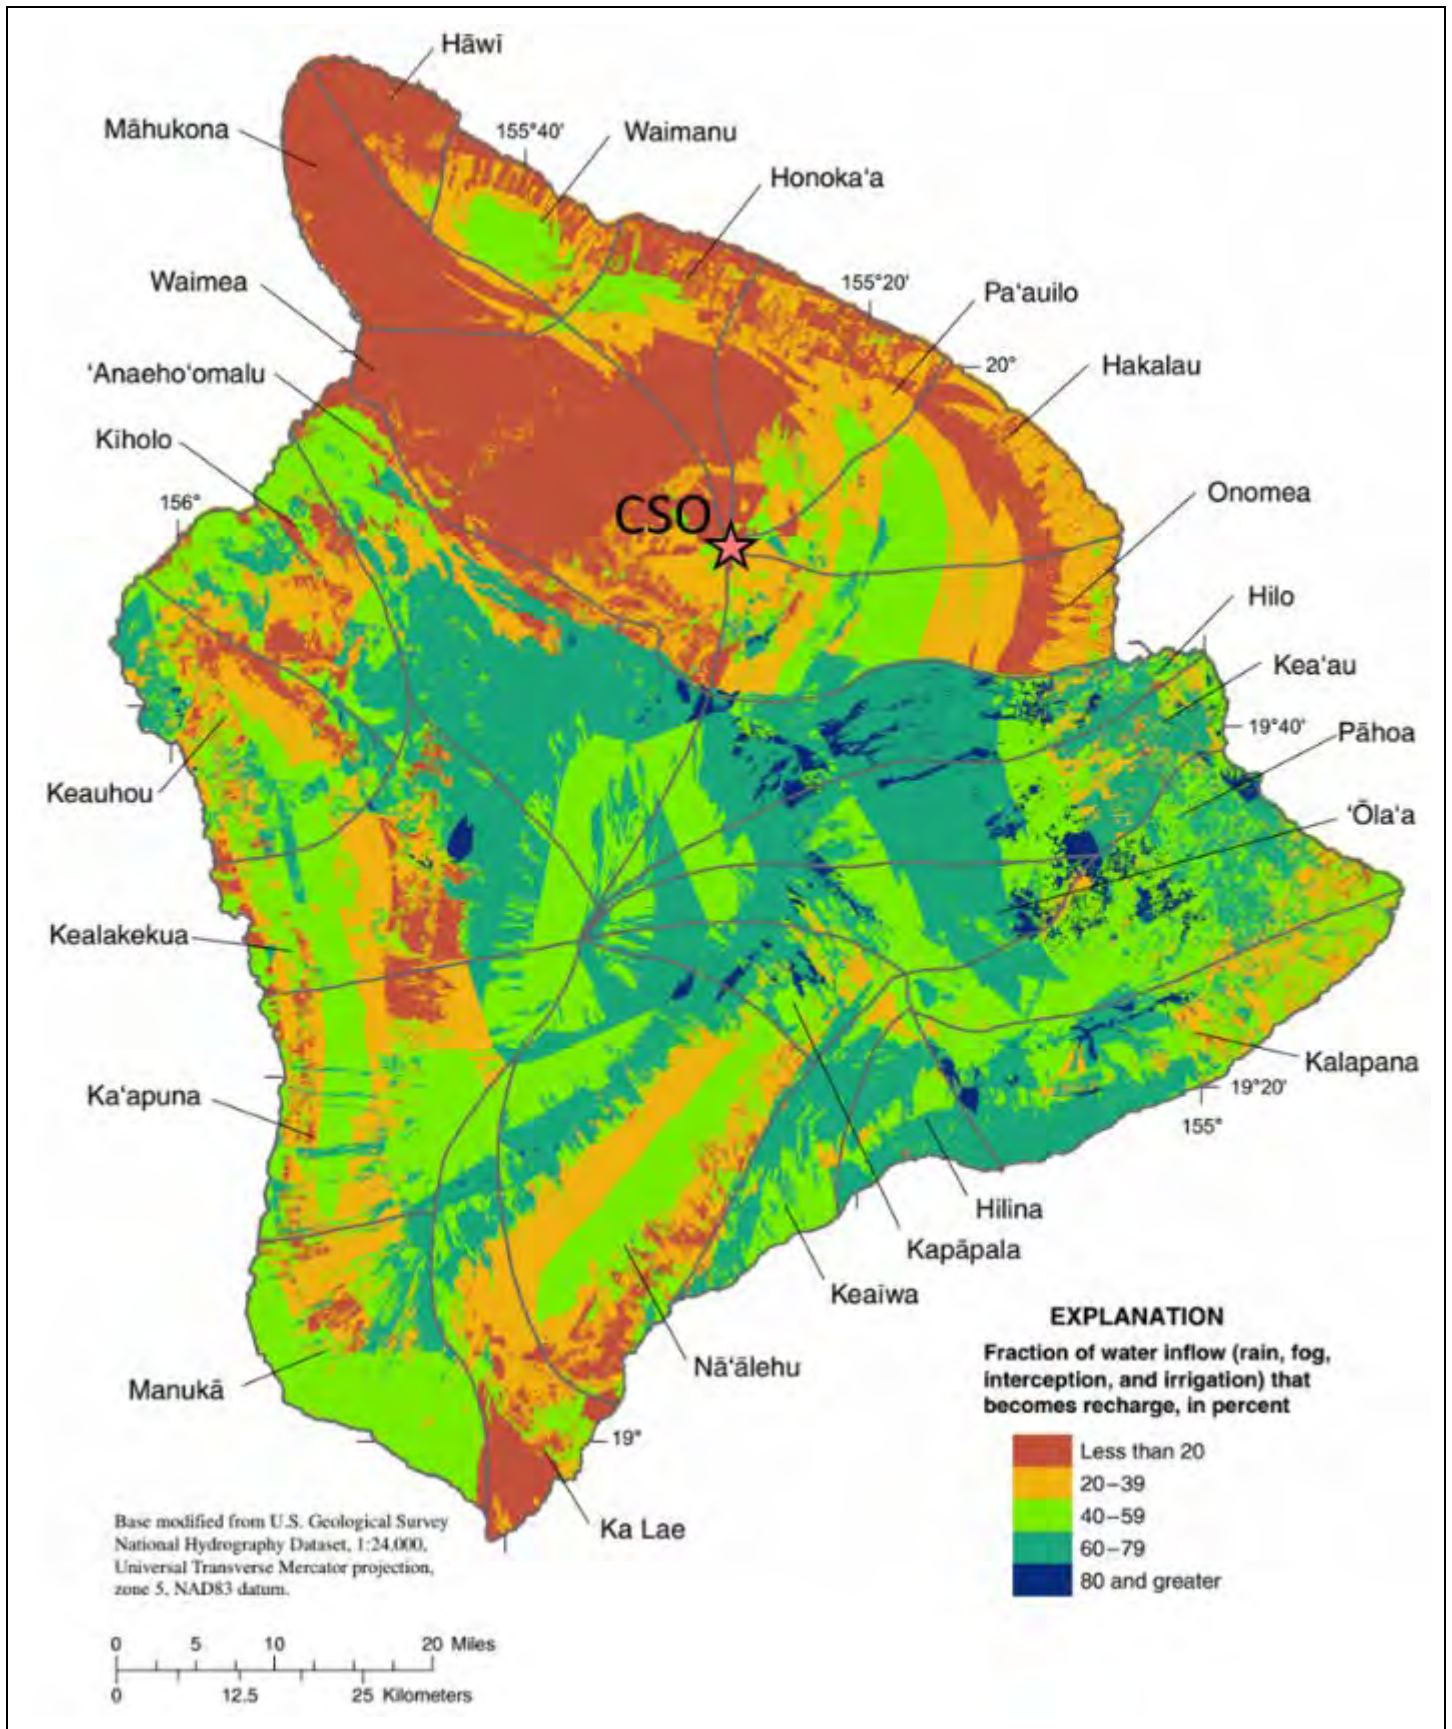 Hāwī
Māhukona
155°40'
Waimanu
Honoka‘a
155°20'
Waimea
Pa‘auilo
‘Anaeho‘omalu
20°
Hakalau
Kīholo
156°
CSO
Onomea
Hilo
Kea‘au
19°40'
Pāhoa
Keauhou
‘Ōla‘a
Kealakekua
Kalapana
19°20'
Ka‘apuna
155°
Hilina
Kapāpala
Keaīwa
Nā‘ālehu
Manukā
19°
Ka Lae
EXPLANATION
Fraction of water inflow (rain, fog,
interception, and irrigation) that
becomes recharge, in percent
Less than 20
20–39
40–59
60–79
80 and greater
Base modified from U.S. Geological Survey
National Hydrography Dataset, 1:24,000,
Universal Transverse Mercator projection,
zone 5, NAD83 datum.
0 5 10 20 Miles
0 12.5 25 Kilometers